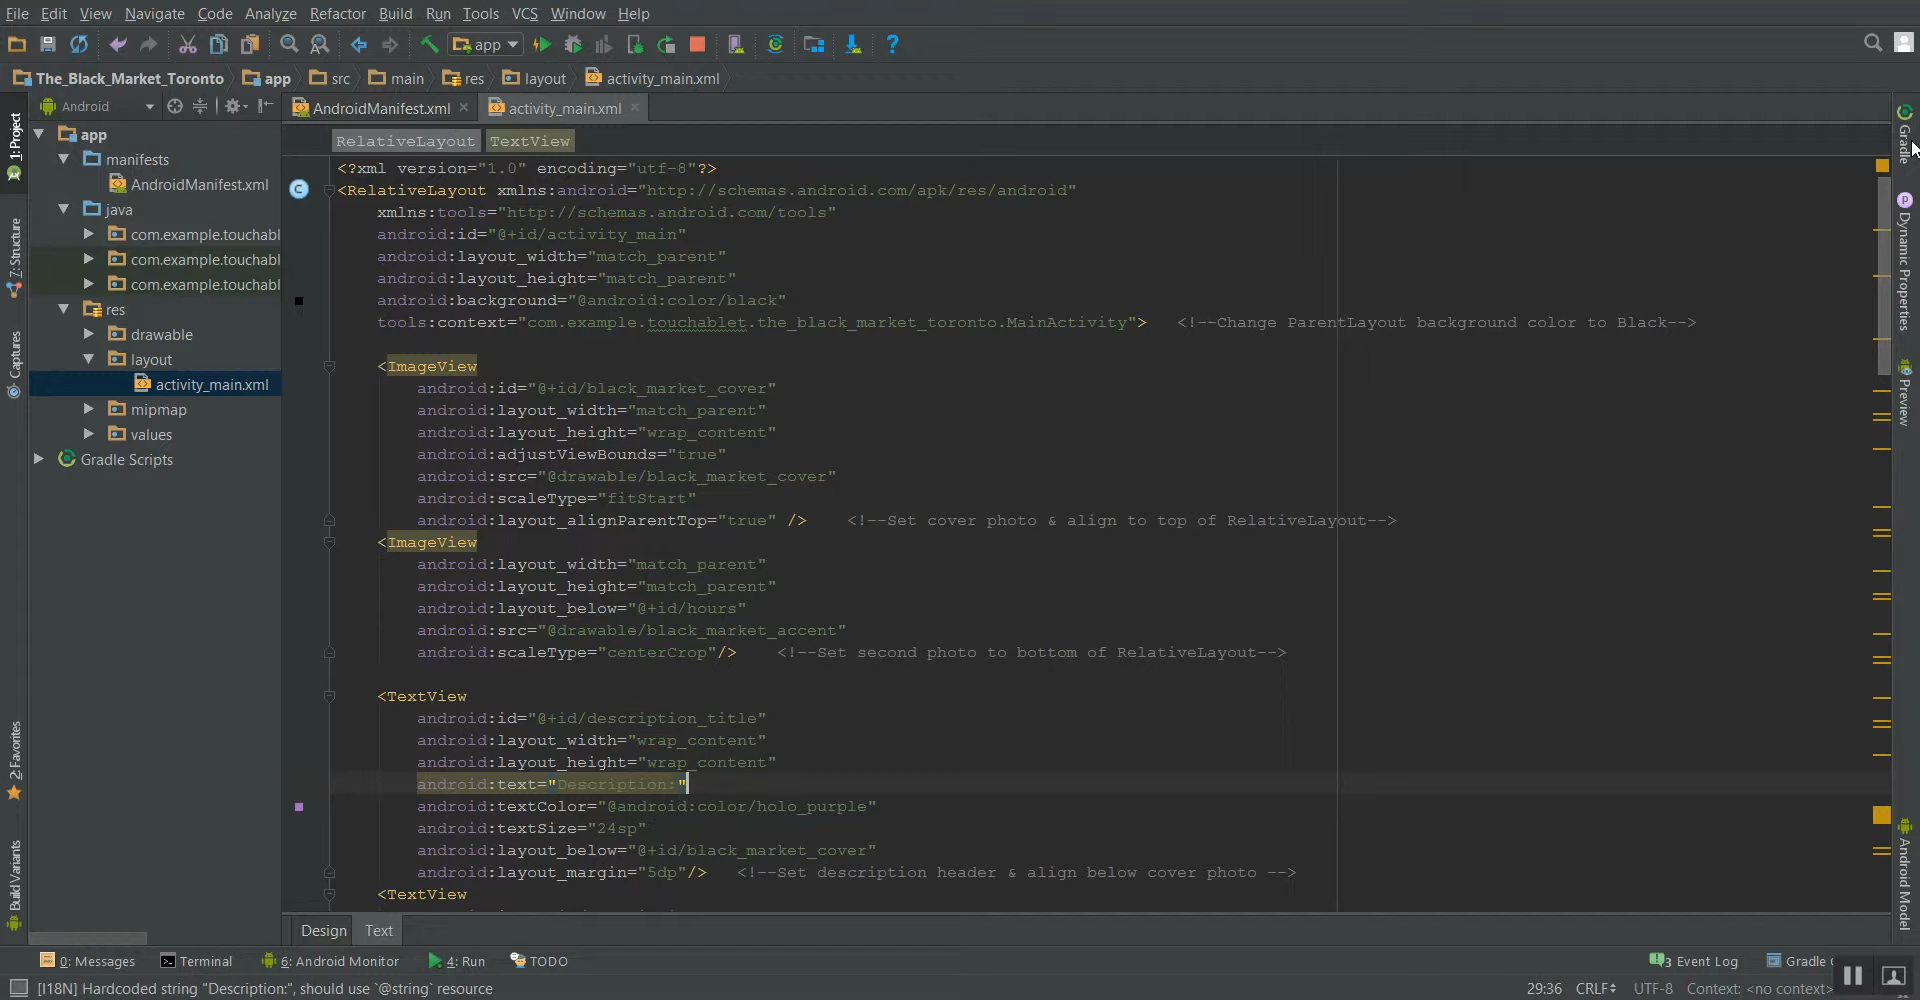 File Edit View Navigate Code Analyze Refactor Build Run Tools VCS Window Help
app
The_Black_Market_Toronto app src main res layout activity_main.xml
Android
AndroidManifest.xml activity_main.xml
RelativeLayout TextView
1: Project
7: Structure
Captures
2: Favorites
Build Variants
app
manifests
AndroidManifest.xml
java
com.example.touchabl
com.example.touchabl
com.example.touchabl
res
drawable
layout
activity_main.xml
mipmap
values
Gradle Scripts
<?xml version="1.0" encoding="utf-8"?>
<RelativeLayout xmlns:android="http://schemas.android.com/apk/res/android"
xmlns:tools="http://schemas.android.com/tools"
android:id="@+id/activity_main"
android:layout_width="match_parent"
android:layout_height="match_parent"
android:background="@android:color/black"
tools:context="com.example.touchablet.the_black_market_toronto.MainActivity"> <!--Change ParentLayout background color to Black-->
<ImageView
android:id="@+id/black_market_cover"
android:layout_width="match_parent"
android:layout_height="wrap_content"
android:adjustViewBounds="true"
android:src="@drawable/black_market_cover"
android:scaleType="fitStart"
android:layout_alignParentTop="true" /> <!--Set cover photo & align to top of RelativeLayout-->
<ImageView
android:layout_width="match_parent"
android:layout_height="match_parent"
android:layout_below="@+id/hours"
android:src="@drawable/black_market_accent"
android:scaleType="centerCrop"/> <!--Set second photo to bottom of RelativeLayout-->
<TextView
android:id="@+id/description_title"
android:layout_width="wrap_content"
android:layout_height="wrap_content"
android:text="Description:"
android:textColor="@android:color/holo_purple"
android:textSize="24sp"
android:layout_below="@+id/black_market_cover"
android:layout_margin="5dp"/> <!--Set description header & align below cover photo -->
<TextView
Gradle
Dynamic Properties
Preview
Android Model
Design Text
0: Messages Terminal 6: Android Monitor 4: Run TODO 3 Event Log Gradle
[I18N] Hardcoded string "Description:", should use `@string` resource 29:36 CRLF UTF-8 Context: <no context>